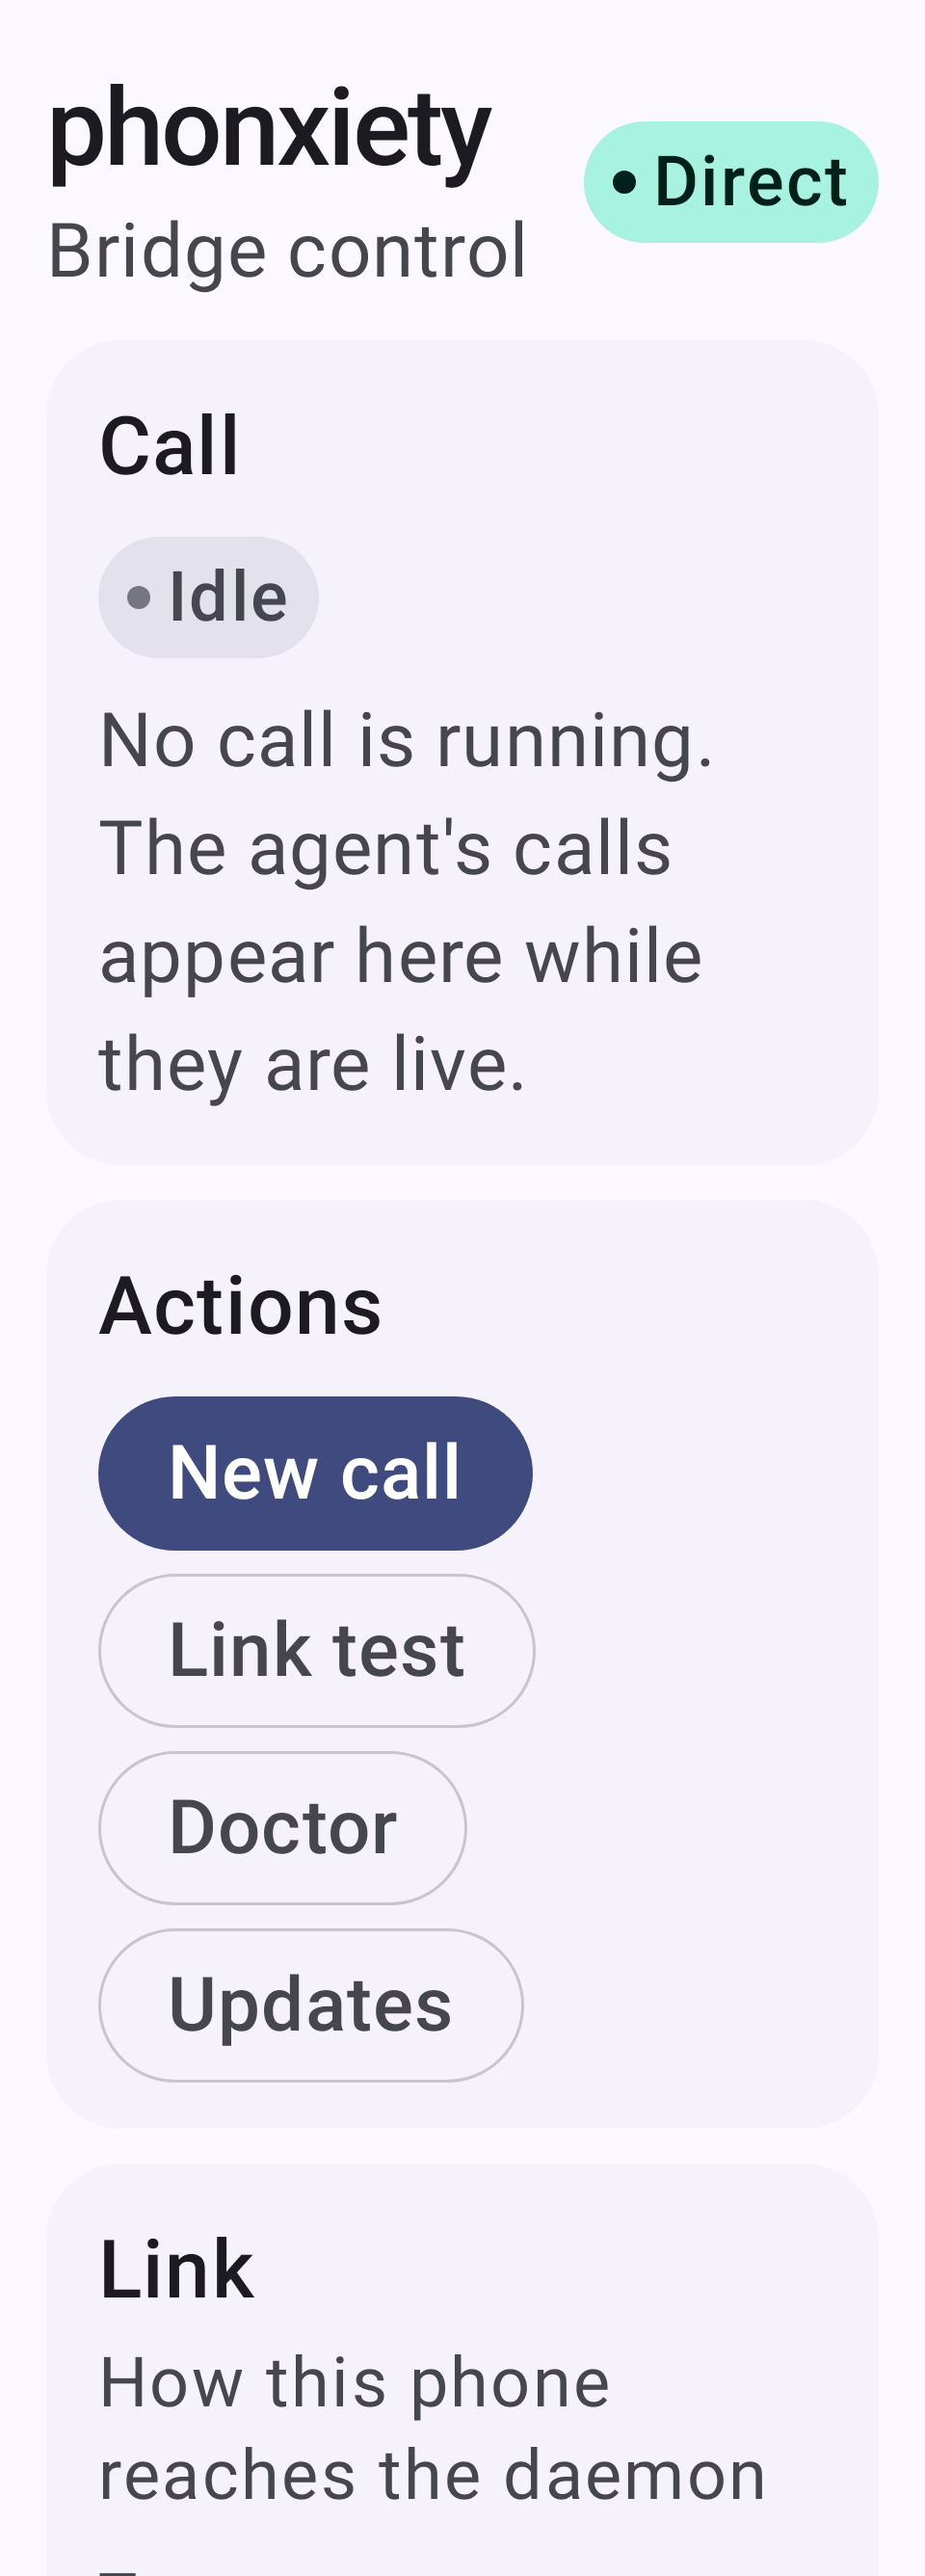 phonxiety
Direct
Bridge control
Call
Idle
No call is running.
The agent's calls
appear here while
they are live.
Actions
New call
Link test
Doctor
Updates
Link
How this phone
reaches the daemon